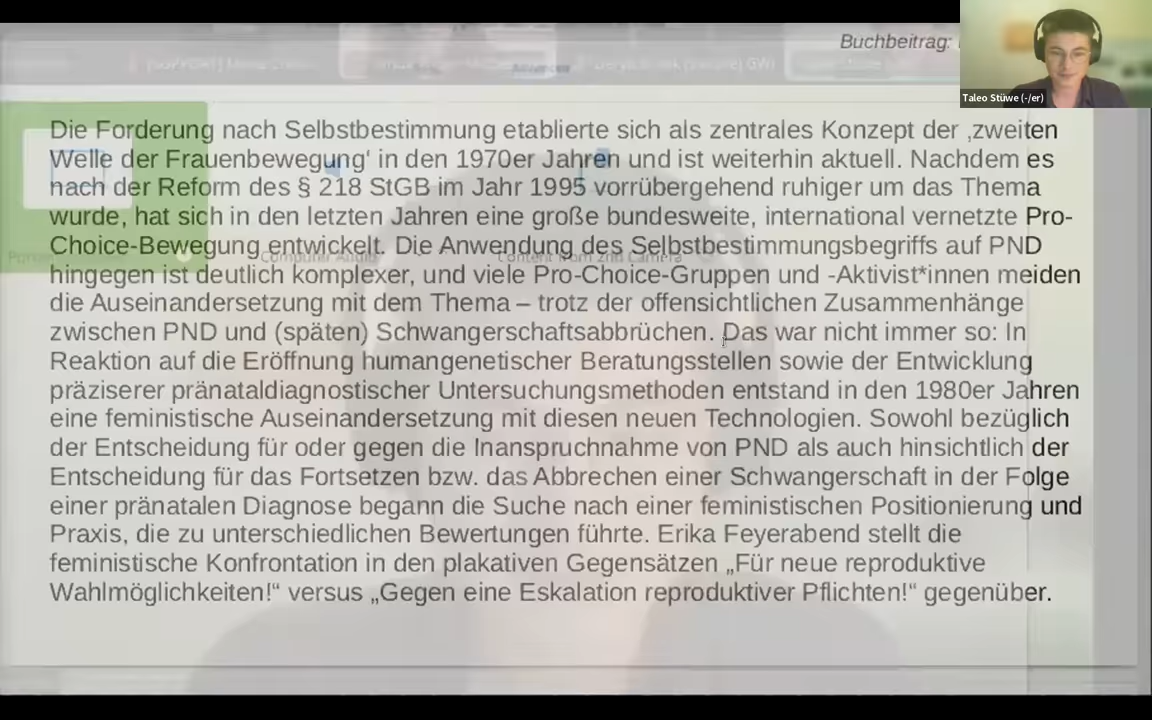 Buchbeitrag:
Taleo Stüwe (-/er)
Die Forderung nach Selbstbestimmung etablierte sich als zentrales Konzept der ‚zweiten
Welle der Frauenbewegung‘ in den 1970er Jahren und ist weiterhin aktuell. Nachdem es
nach der Reform des § 218 StGB im Jahr 1995 vorrübergehend ruhiger um das Thema
wurde, hat sich in den letzten Jahren eine große bundesweite, international vernetzte Pro-
Choice-Bewegung entwickelt. Die Anwendung des Selbstbestimmungsbegriffs auf PND
Computer Audio
Content from 2nd Camera
hingegen ist deutlich komplexer, und viele Pro-Choice-Gruppen und -Aktivist*innen meiden
die Auseinandersetzung mit dem Thema – trotz der offensichtlichen Zusammenhänge
zwischen PND und (späten) Schwangerschaftsabbrüchen. Das war nicht immer so: In
Reaktion auf die Eröffnung humangenetischer Beratungsstellen sowie der Entwicklung
präziserer pränataldiagnostischer Untersuchungsmethoden entstand in den 1980er Jahren
eine feministische Auseinandersetzung mit diesen neuen Technologien. Sowohl bezüglich
der Entscheidung für oder gegen die Inanspruchnahme von PND als auch hinsichtlich der
Entscheidung für das Fortsetzen bzw. das Abbrechen einer Schwangerschaft in der Folge
einer pränatalen Diagnose begann die Suche nach einer feministischen Positionierung und
Praxis, die zu unterschiedlichen Bewertungen führte. Erika Feyerabend stellt die
feministische Konfrontation in den plakativen Gegensätzen „Für neue reproduktive
Wahlmöglichkeiten!“ versus „Gegen eine Eskalation reproduktiver Pflichten!“ gegenüber.